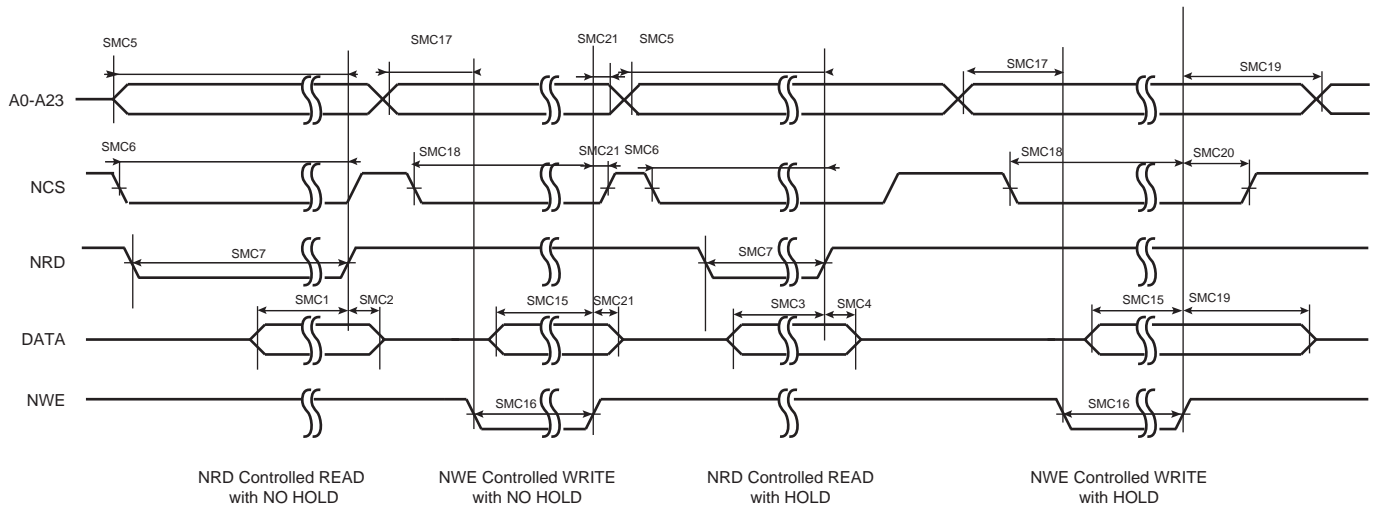 SMC5 SMC17 SMC21 SMC5 SMC17 SMC19
A0-A23
SMC6 SMC18 SMC21 SMC6 SMC18 SMC20
NCS
SMC7 SMC7
NRD
SMC1 SMC2 SMC15 SMC21 SMC3 SMC4 SMC15 SMC19
DATA
NWE
SMC16 SMC16
NRD Controlled READ
with NO HOLD
NWE Controlled WRITE
with NO HOLD
NRD Controlled READ
with HOLD
NWE Controlled WRITE
with HOLD